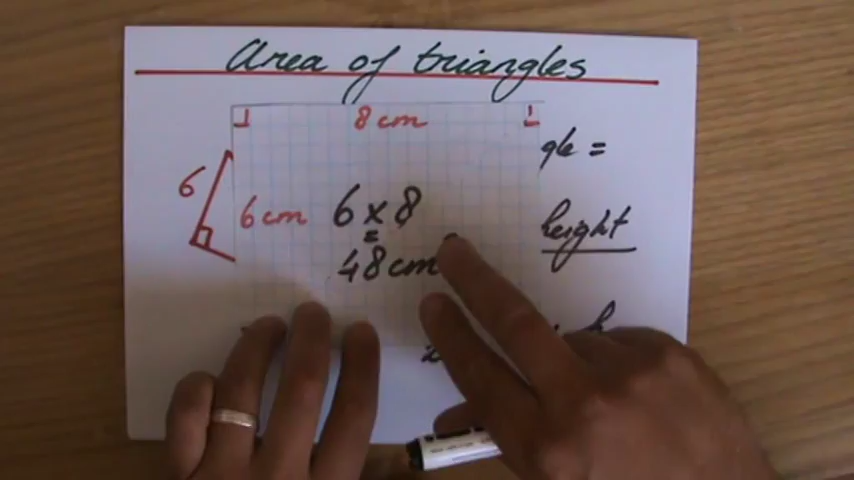 Area of triangles
8 cm
gle =
6
6 cm
6 x 8
height
=
48 cm
h